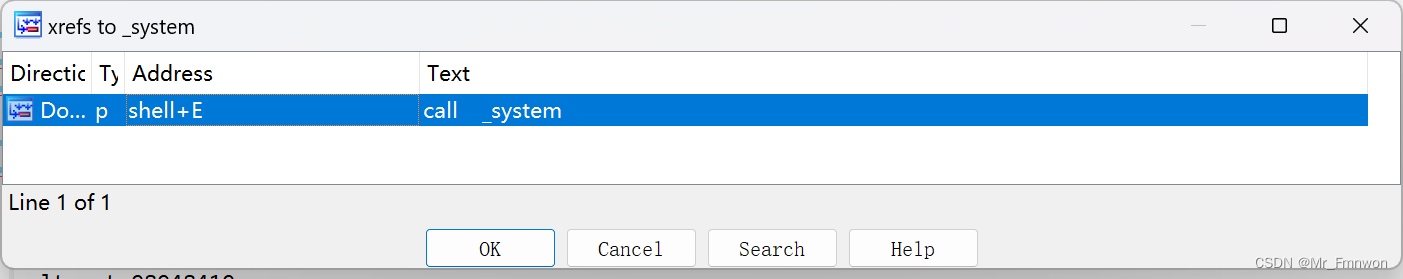 xrefs to _system
Directic Ty Address Text
Do... p shell+E call _system
Line 1 of 1
OK Cancel Search Help
CSDN @Mr_Fmnwon